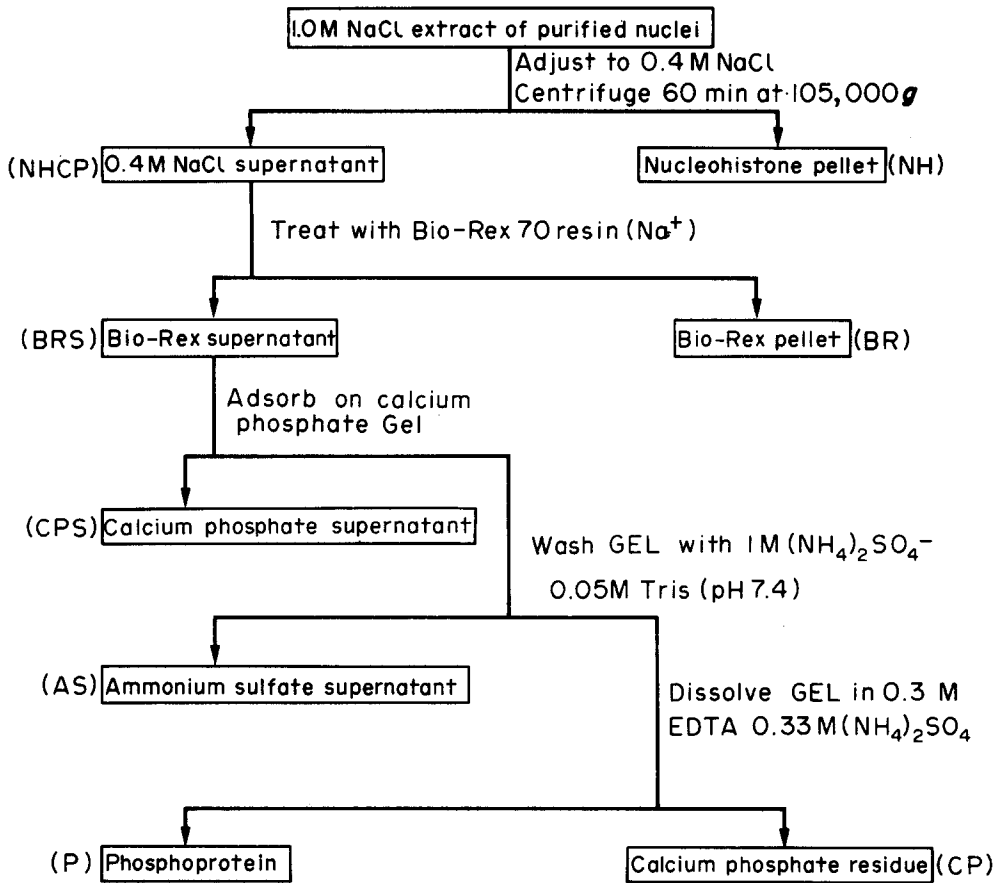 1.0M NaCl extract of purified nuclei
Adjust to 0.4 M NaCl
Centrifuge 60 min at 105,000g
(NHCP) 0.4M NaCl supernatant
Nucleohistone pellet (NH)
Treat with Bio-Rex 70 resin (Na⁺)
(BRS) Bio-Rex supernatant
Bio-Rex pellet (BR)
Adsorb on calcium
phosphate Gel
(CPS) Calcium phosphate supernatant
Wash GEL with 1M (NH₄)₂SO₄-
0.05M Tris (pH 7.4)
(AS) Ammonium sulfate supernatant
Dissolve GEL in 0.3 M
EDTA 0.33M (NH₄)₂SO₄
(P) Phosphoprotein
Calcium phosphate residue (CP)